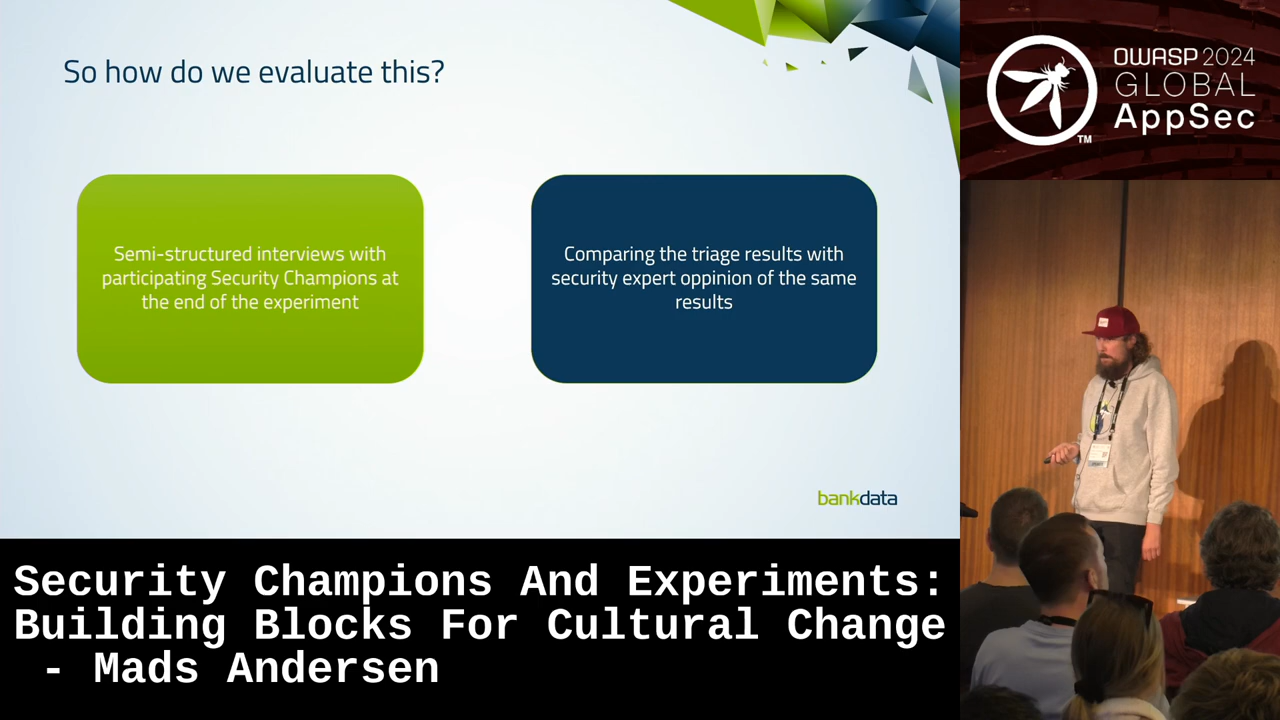 So how do we evaluate this?
Semi-structured interviews with
participating Security Champions at
the end of the experiment
Comparing the triage results with
security expert oppinion of the same
results
bankdata
OWASP 2024
GLOBAL
AppSec
TM
Security Champions And Experiments:
Building Blocks For Cultural Change
- Mads Andersen